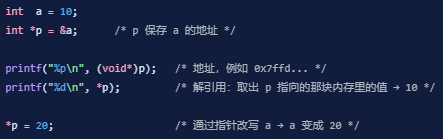 int  a = 10;
int *p = &a;      /* p 保存 a 的地址 */
printf("%p\n", (void*)p);   /* 地址，例如 0x7ffd... */
printf("%d\n", *p);         /* 解引用：取出 p 指向的那块内存里的值 → 10 */
*p = 20;                    /* 通过指针改写 a → a 变成 20 */